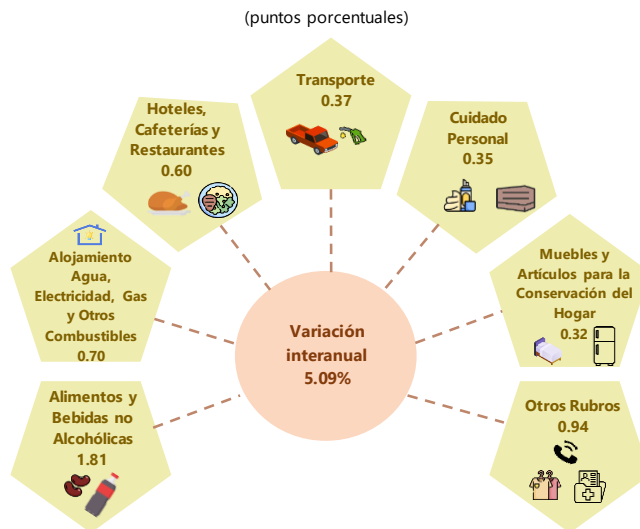 (puntos porcentuales)
Transporte
0.37
Hoteles,
Cafeterías y
Restaurantes
0.60
Cuidado
Personal
0.35
Alojamiento
Agua,
Electricidad, Gas
y Otros
Combustibles
0.70
Muebles y
Artículos para la
Conservación del
Hogar
0.32
Variación
interanual
5.09%
Alimentos y
Bebidas no
Alcohólicas
1.81
Otros Rubros
0.94